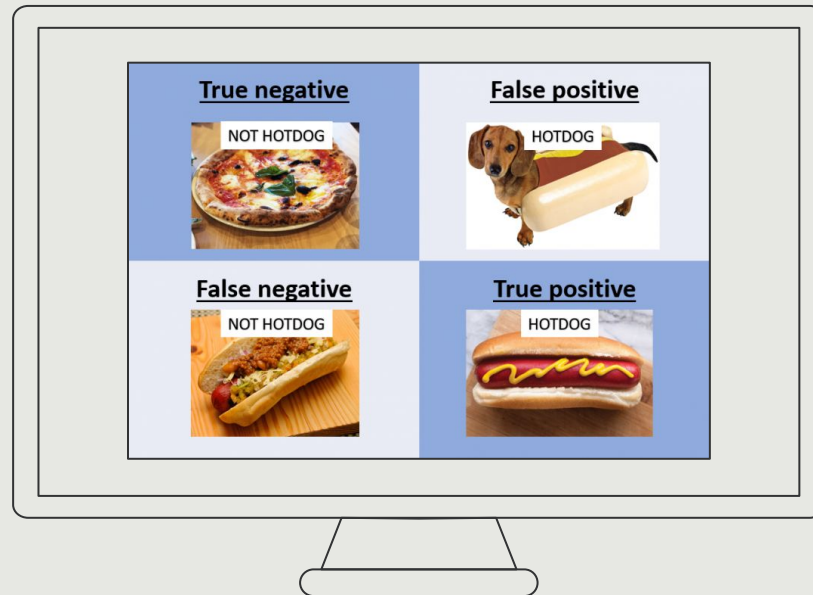 True negative
NOT HOTDOG
False positive
HOTDOG
False negative
NOT HOTDOG
True positive
HOTDOG